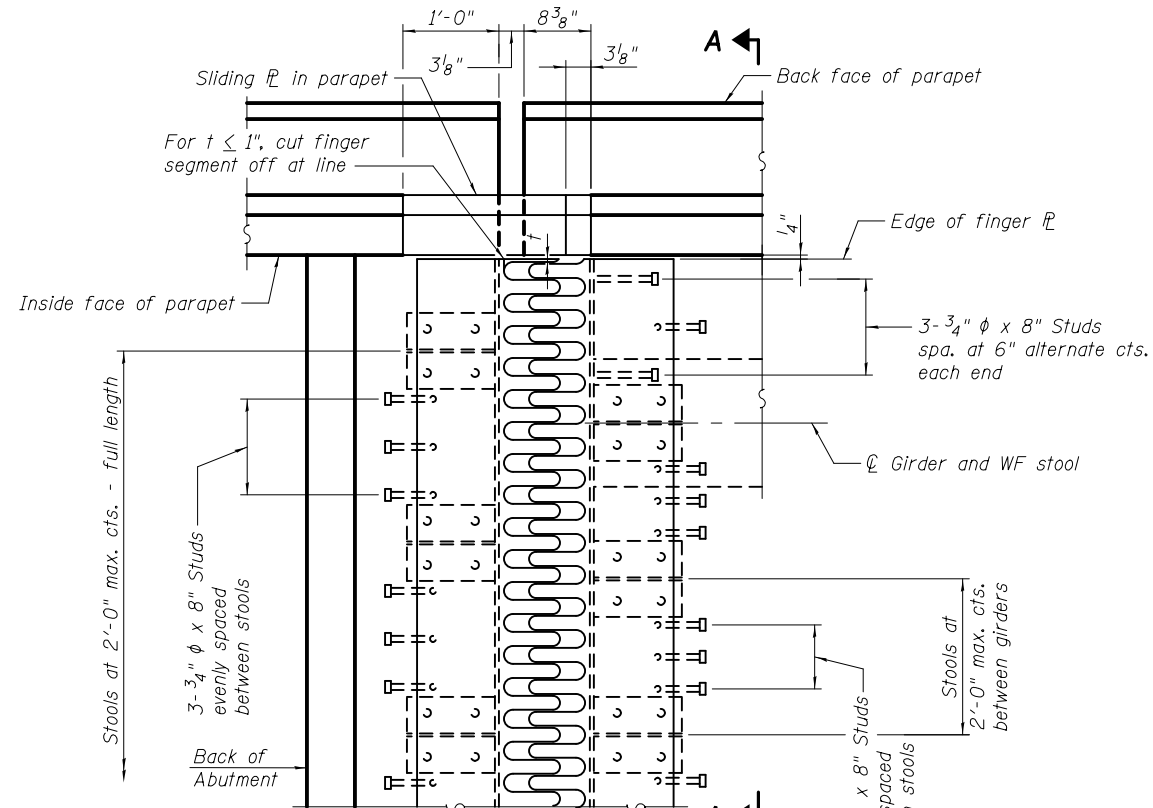 1'-0"
8 3/8"
A
3 1/8"
3 1/8"
Sliding ℄ in parapet
Back face of parapet
For t ≤ 1", cut finger
segment off at line
t
1/4"
Edge of finger ℄
Inside face of parapet
3- 3/4" ϕ x 8" Studs
spa. at 6" alternate cts.
each end
℄ Girder and WF stool
Stools at 2'-0" max. cts. - full length
3- 3/4" ϕ x 8" Studs
evenly spaced
between stools
Stools at
2'-0" max. cts.
between girders
Back of
Abutment
x 8" Studs
spaced
stools